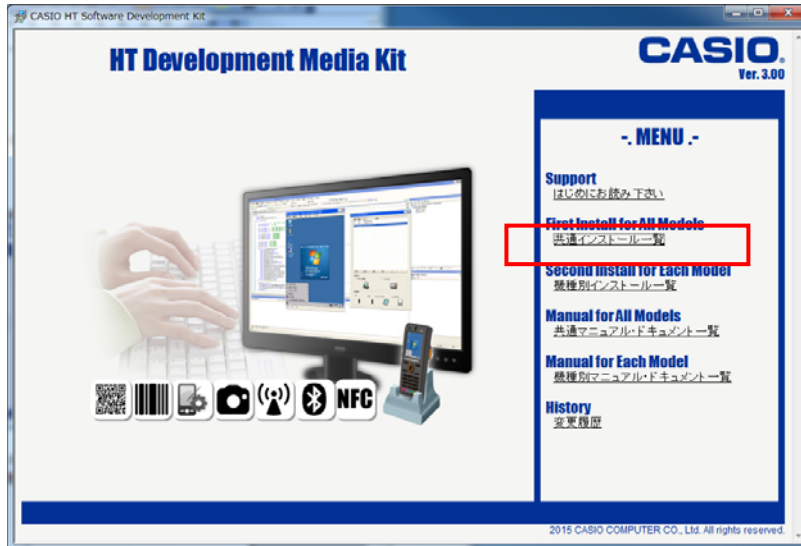 CASIO HT Software Development Kit
HT Development Media Kit
CASIO.
Ver. 3.00
-. MENU .-
Support
はじめにお読み下さい
First Install for All Models
共通インストール一覧
Second Install for Each Model
機種別インストール一覧
Manual for All Models
共通マニュアル・ドキュメント一覧
Manual for Each Model
機種別マニュアル・ドキュメント一覧
History
変更履歴
NFC
2015 CASIO COMPUTER CO., Ltd. All rights reserved.